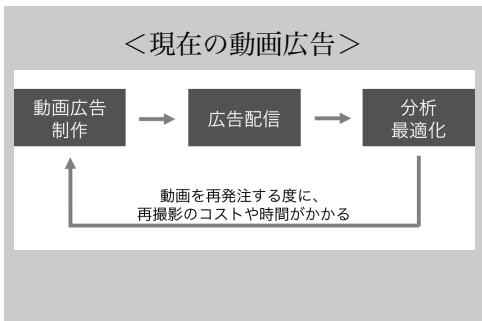 ＜現在の動画広告＞
動画広告
制作
広告配信
分析
最適化
動画を再発注する度に、
再撮影のコストや時間がかかる